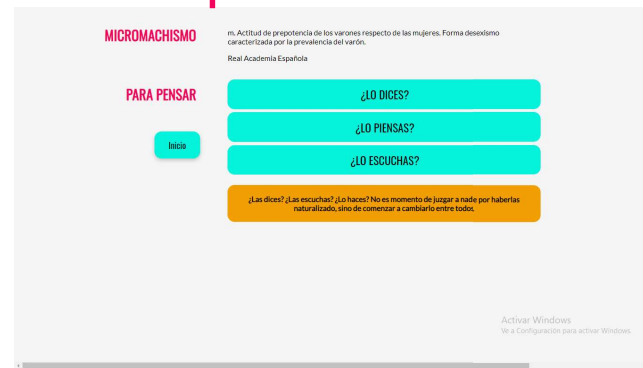 MICROMACHISMO
m. Actitud de prepotencia de los varones respecto de las mujeres. Forma desexismo
caracterizada por la prevalencia del varón.
Real Academia Española
PARA PENSAR
¿LO DICES?
¿LO PIENSAS?
Inicio
¿LO ESCUCHAS?
¿Las dices? ¿Las escuchas? ¿Lo haces? No es momento de juzgar a nade por haberlas
naturalizado, sino de comenzar a cambiarlo entre todos.
Activar Windows
Ve a Configuración para activar Windows